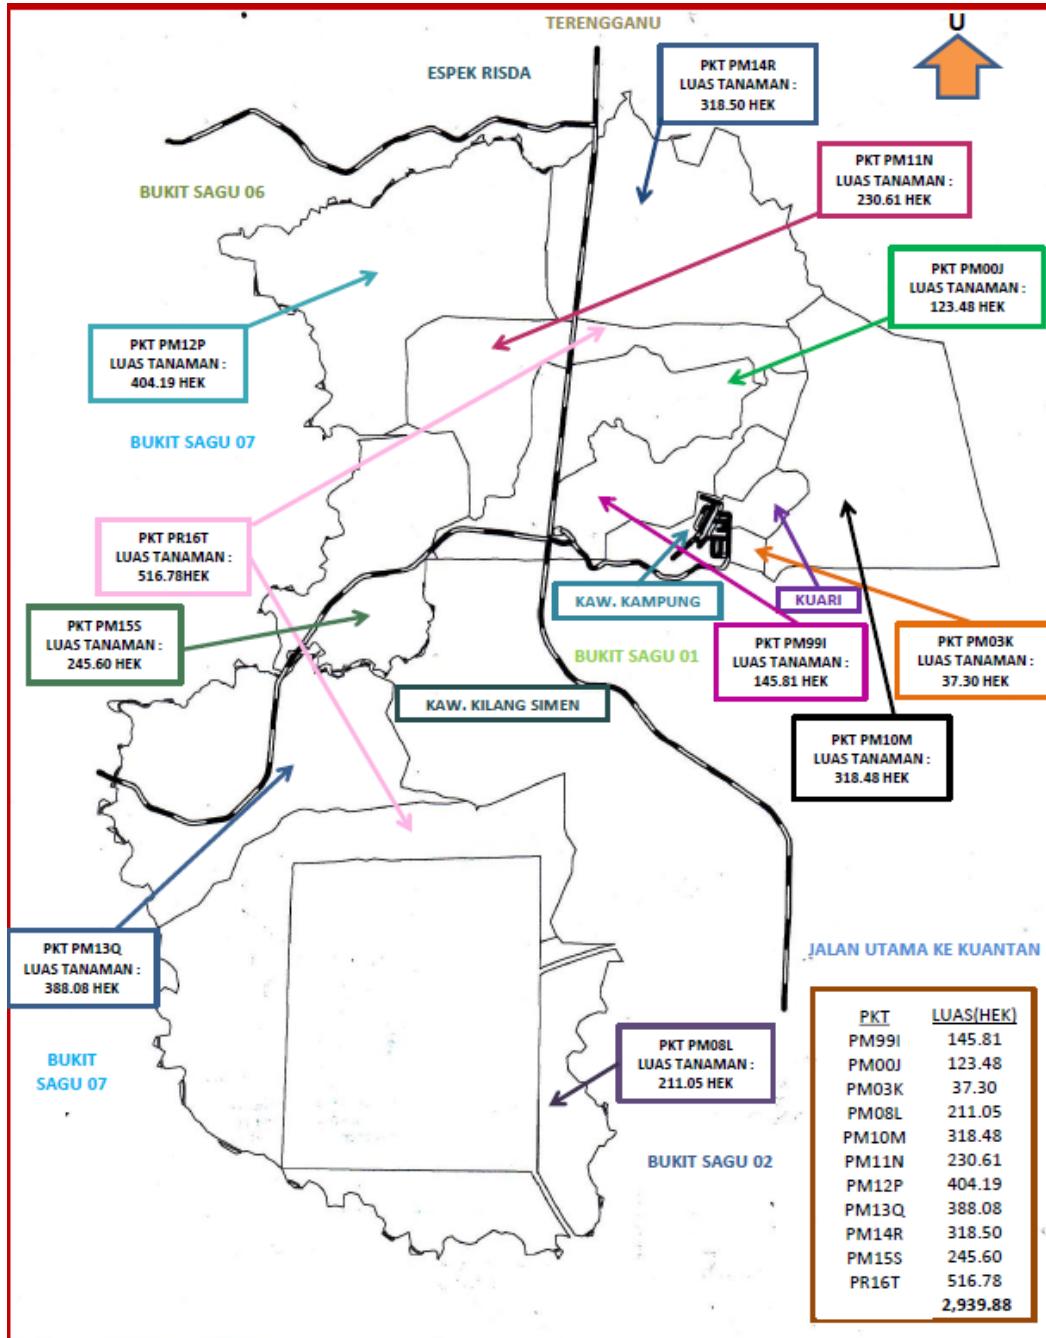 TERENGGANU
U
ESPEK RISDA
PKT PM14R
LUAS TANAMAN :
318.50 HEK
PKT PM11N
LUAS TANAMAN :
230.61 HEK
BUKIT SAGU 06
PKT PM00J
LUAS TANAMAN :
123.48 HEK
PKT PM12P
LUAS TANAMAN :
404.19 HEK
BUKIT SAGU 07
PKT PR16T
LUAS TANAMAN :
516.78HEK
KAW. KAMPUNG
KUARI
PKT PM15S
LUAS TANAMAN :
245.60 HEK
BUKIT SAGU 01
PKT PM99I
LUAS TANAMAN :
145.81 HEK
PKT PM03K
LUAS TANAMAN :
37.30 HEK
KAW. KILANG SIMEN
PKT PM10M
LUAS TANAMAN :
318.48 HEK
PKT PM13Q
LUAS TANAMAN :
388.08 HEK
JALAN UTAMA KE KUANTAN
BUKIT
SAGU 07
PKT PM08L
LUAS TANAMAN :
211.05 HEK
BUKIT SAGU 02
PKT LUAS(HEK)
PM99I 145.81
PM00J 123.48
PM03K 37.30
PM08L 211.05
PM10M 318.48
PM11N 230.61
PM12P 404.19
PM13Q 388.08
PM14R 318.50
PM15S 245.60
PR16T 516.78
2,939.88